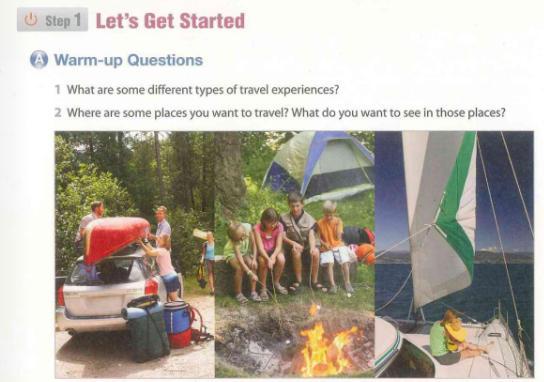 Step 1 Let's Get Started
A Warm-up Questions
1 What are some different types of travel experiences?
2 Where are some places you want to travel? What do you want to see in those places?